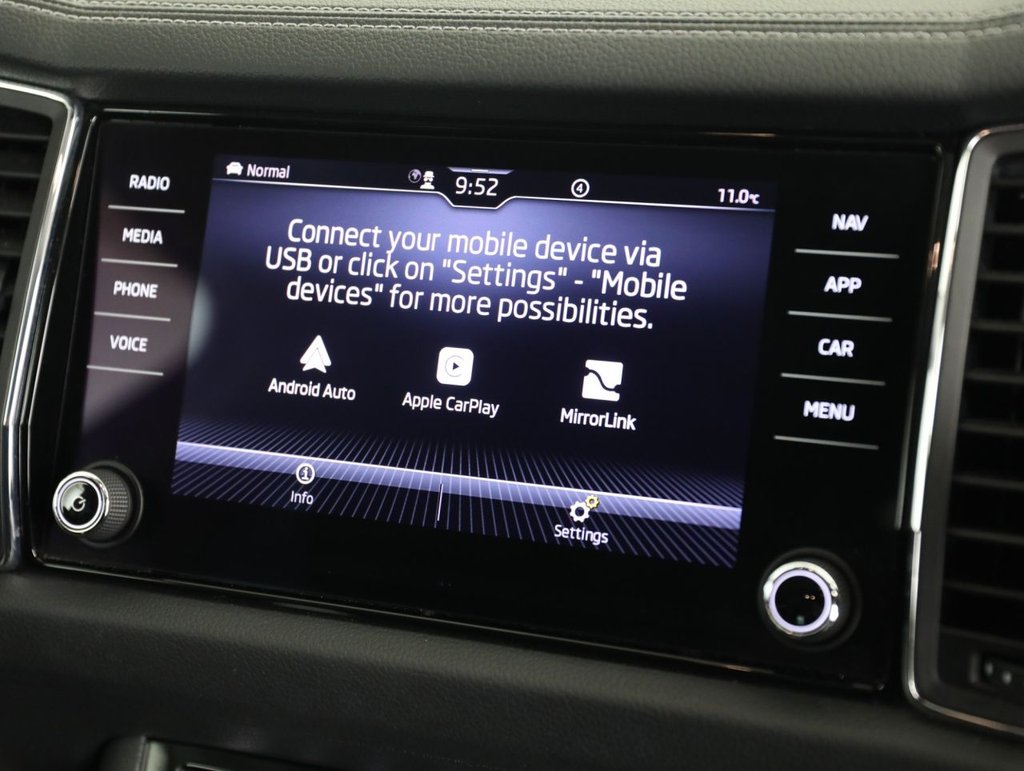 RADIO
MEDIA
PHONE
VOICE
Normal
9:52
4
11.0°C
Connect your mobile device via
USB or click on "Settings" - "Mobile
devices" for more possibilities.
Android Auto
Apple CarPlay
MirrorLink
i
Info
Settings
NAV
APP
CAR
MENU